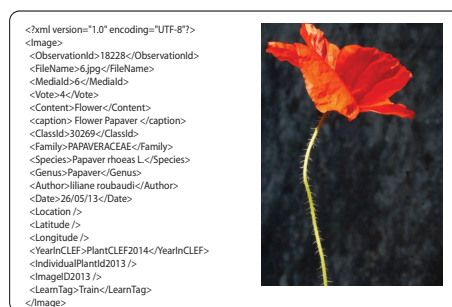 <?xml version="1.0" encoding="UTF-8"?>
<Image>
<ObservationId>18228</ObservationId>
<FileName>6.jpg</FileName>
<MediaId>6</MediaId>
<Vote>4</Vote>
<Content>Flower</Content>
<caption> Flower Papaver </caption>
<ClassId>30269</ClassId>
<Family>PAPAVERACEAE</Family>
<Species>Papaver rhoeas L.</Species>
<Genus>Papaver</Genus>
<Author>liliane roubaudi</Author>
<Date>26/05/13</Date>
<Location />
<Latitude />
<Longitude />
<YearInCLEF>PlantCLEF2014</YearInCLEF>
<IndividualPlantId2013 />
<ImageID2013 />
<LearnTag>Train</LearnTag>
</Image>